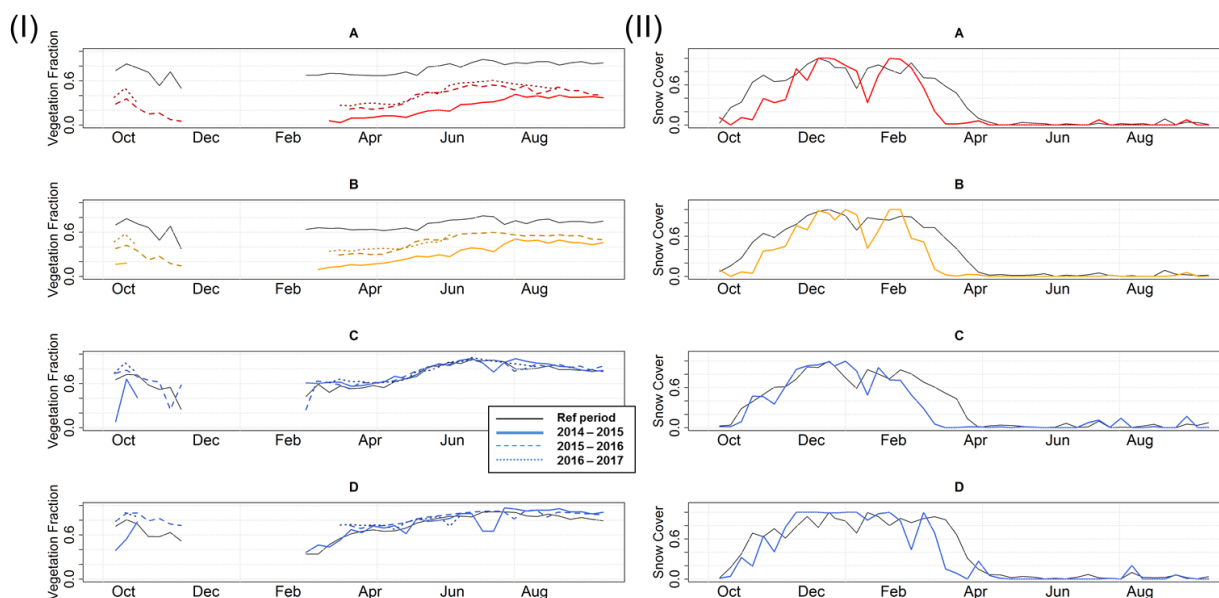 (I)
A
Vegetation Fraction
0.0 0.6
Oct Dec Feb Apr Jun Aug
B
Vegetation Fraction
0.0 0.6
Oct Dec Feb Apr Jun Aug
C
Vegetation Fraction
0.0 0.6
Oct Dec Feb Apr Jun Aug
Ref period
2014 – 2015
2015 – 2016
2016 – 2017
D
Vegetation Fraction
0.0 0.6
Oct Dec Feb Apr Jun Aug
(II)
A
Snow Cover
0.0 0.6
Oct Dec Feb Apr Jun Aug
B
Snow Cover
0.0 0.6
Oct Dec Feb Apr Jun Aug
C
Snow Cover
0.0 0.6
Oct Dec Feb Apr Jun Aug
D
Snow Cover
0.0 0.6
Oct Dec Feb Apr Jun Aug